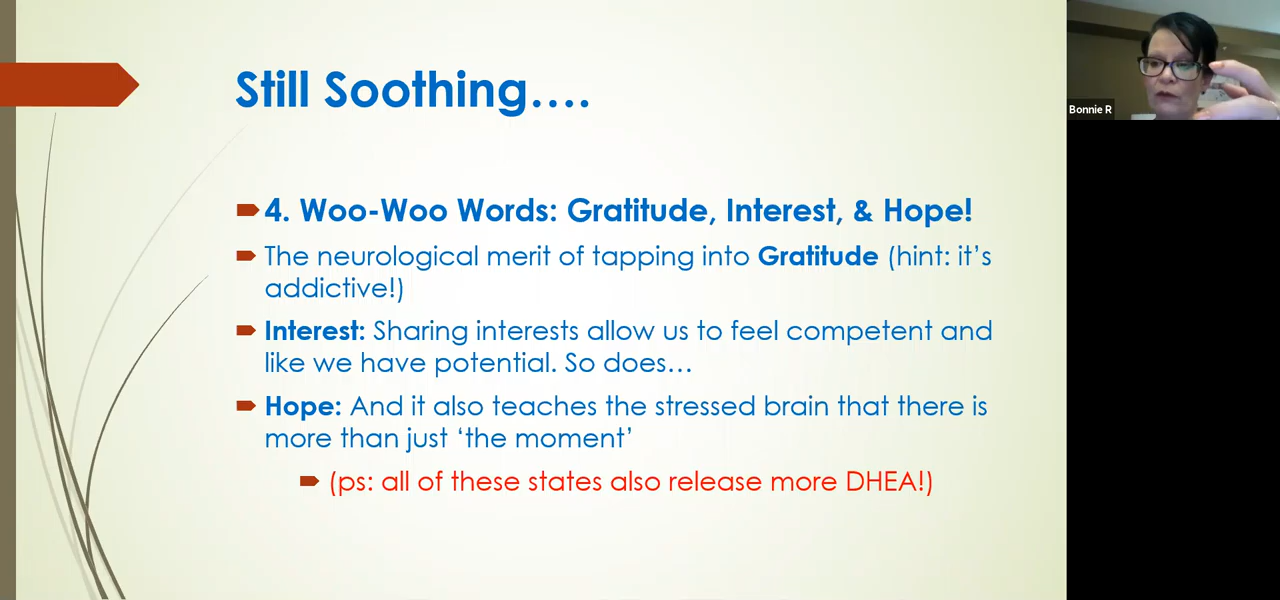 Still Soothing....
4. Woo-Woo Words: Gratitude, Interest, & Hope!
The neurological merit of tapping into Gratitude (hint: it’s
addictive!)
Interest: Sharing interests allow us to feel competent and
like we have potential. So does…
Hope: And it also teaches the stressed brain that there is
more than just ‘the moment’
(ps: all of these states also release more DHEA!)
Bonnie R